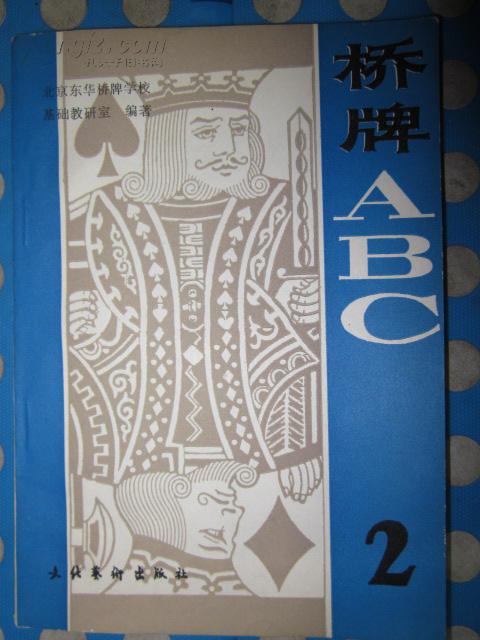 北京东华桥牌学校
基础教研室 编著
桥牌
ABC
2
文化艺术出版社